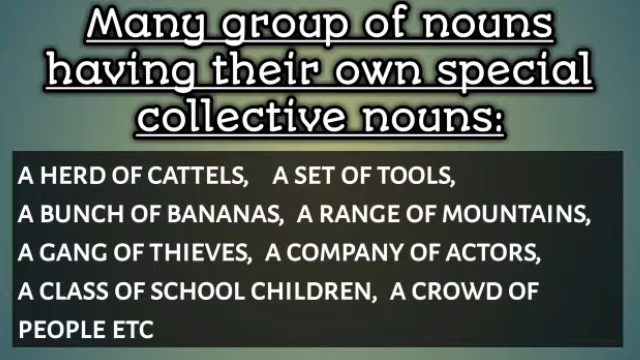 Many group of nouns
having their own special
collective nouns:
A HERD OF CATTELS, A SET OF TOOLS,
A BUNCH OF BANANAS, A RANGE OF MOUNTAINS,
A GANG OF THIEVES, A COMPANY OF ACTORS,
A CLASS OF SCHOOL CHILDREN, A CROWD OF
PEOPLE ETC